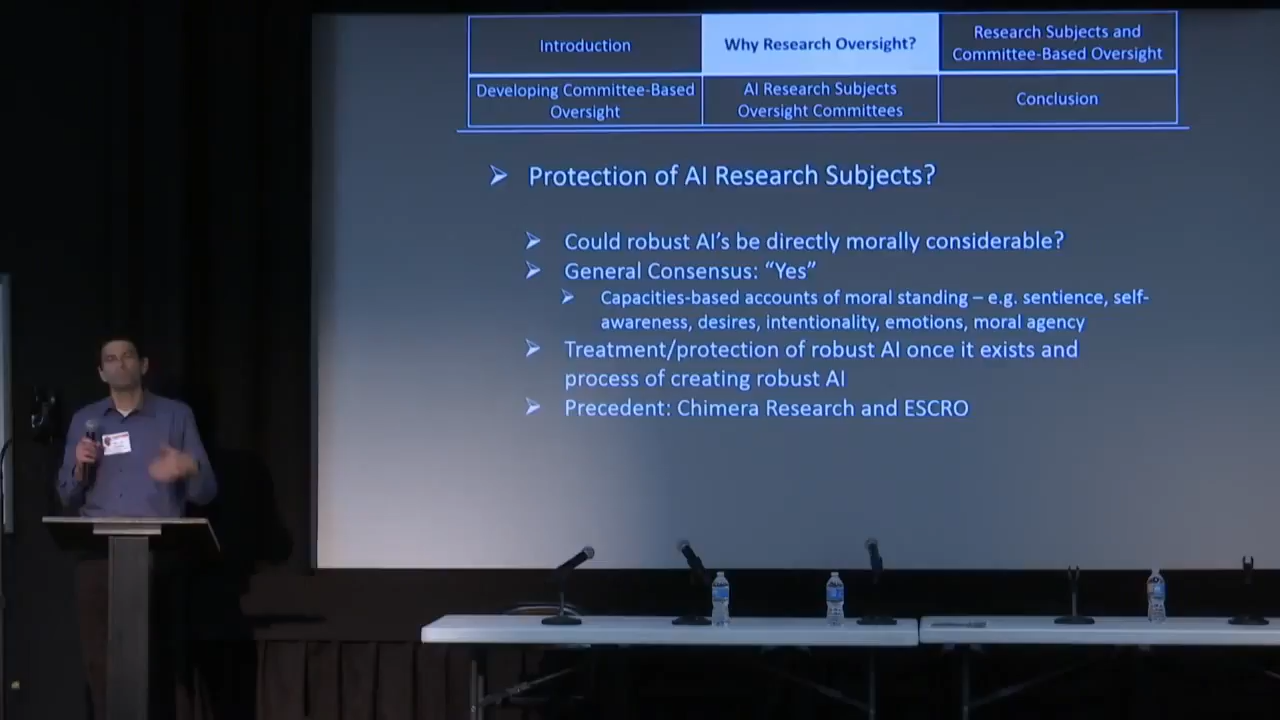 Introduction
Why Research Oversight?
Research Subjects and
Committee-Based Oversight
Developing Committee-Based
Oversight
AI Research Subjects
Oversight Committees
Conclusion
Protection of AI Research Subjects?
Could robust AI's be directly morally considerable?
General Consensus: “Yes”
Capacities-based accounts of moral standing – e.g. sentience, self-
awareness, desires, intentionality, emotions, moral agency
Treatment/protection of robust AI once it exists and
process of creating robust AI
Precedent: Chimera Research and ESCRO